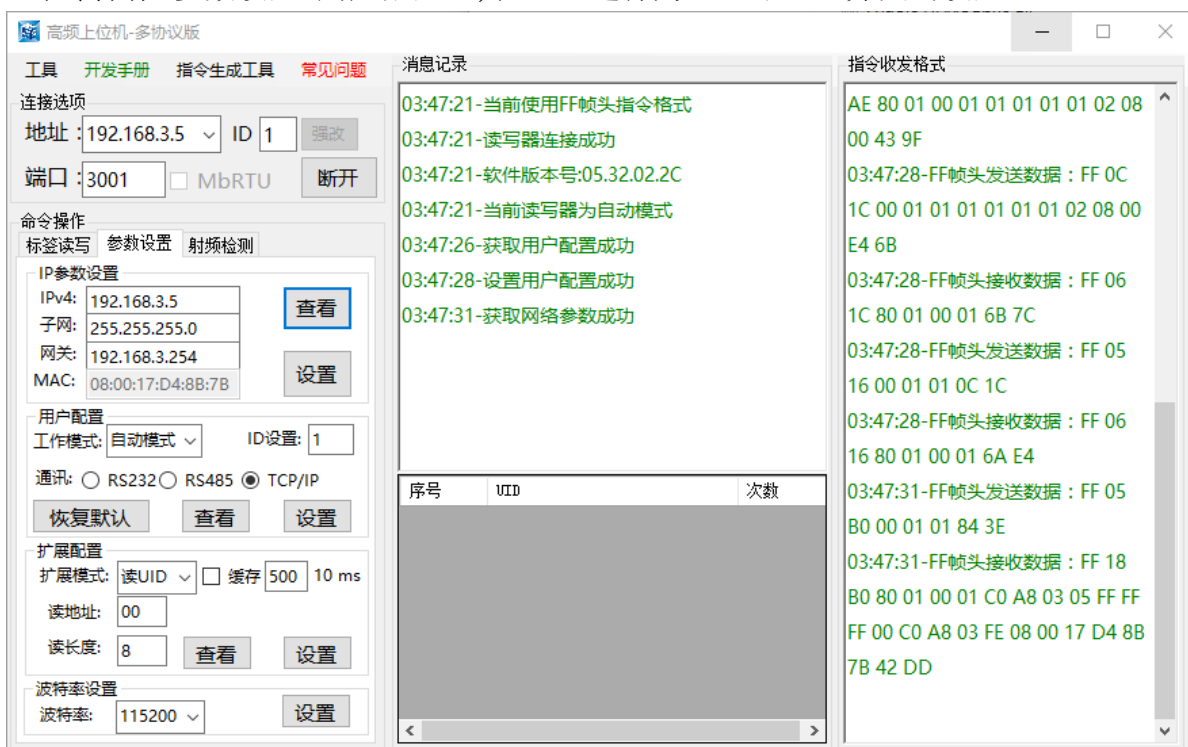 高频上位机-多协议版
工具 开发手册 指令生成工具 常见问题
连接选项
地址：192.168.3.5 ID 1 强改
端口：3001 MbRTU 断开
命令操作
标签读写 参数设置 射频检测
IP参数设置
IPv4: 192.168.3.5 查看
子网: 255.255.255.0
网关: 192.168.3.254 设置
MAC: 08:00:17:D4:8B:7B
用户配置
工作模式: 自动模式 ID设置: 1
通讯: RS232 RS485 TCP/IP
恢复默认 查看 设置
扩展配置
扩展模式: 读UID 缓存 500 10 ms
读地址: 00
读长度: 8 查看 设置
波特率设置
波特率: 115200 设置
消息记录
03:47:21-当前使用FF帧头指令格式
03:47:21-读写器连接成功
03:47:21-软件版本号:05.32.02.2C
03:47:21-当前读写器为自动模式
03:47:26-获取用户配置成功
03:47:28-设置用户配置成功
03:47:31-获取网络参数成功
序号 UID 次数
指令收发格式
AE 80 01 00 01 01 01 01 01 02 08
00 43 9F
03:47:28-FF帧头发送数据：FF 0C
1C 00 01 01 01 01 01 01 02 08 00
E4 6B
03:47:28-FF帧头接收数据：FF 06
1C 80 01 00 01 6B 7C
03:47:28-FF帧头发送数据：FF 05
16 00 01 01 0C 1C
03:47:28-FF帧头接收数据：FF 06
16 80 01 00 01 6A E4
03:47:31-FF帧头发送数据：FF 05
B0 00 01 01 84 3E
03:47:31-FF帧头接收数据：FF 18
B0 80 01 00 01 C0 A8 03 05 FF FF
FF 00 C0 A8 03 FE 08 00 17 D4 8B
7B 42 DD